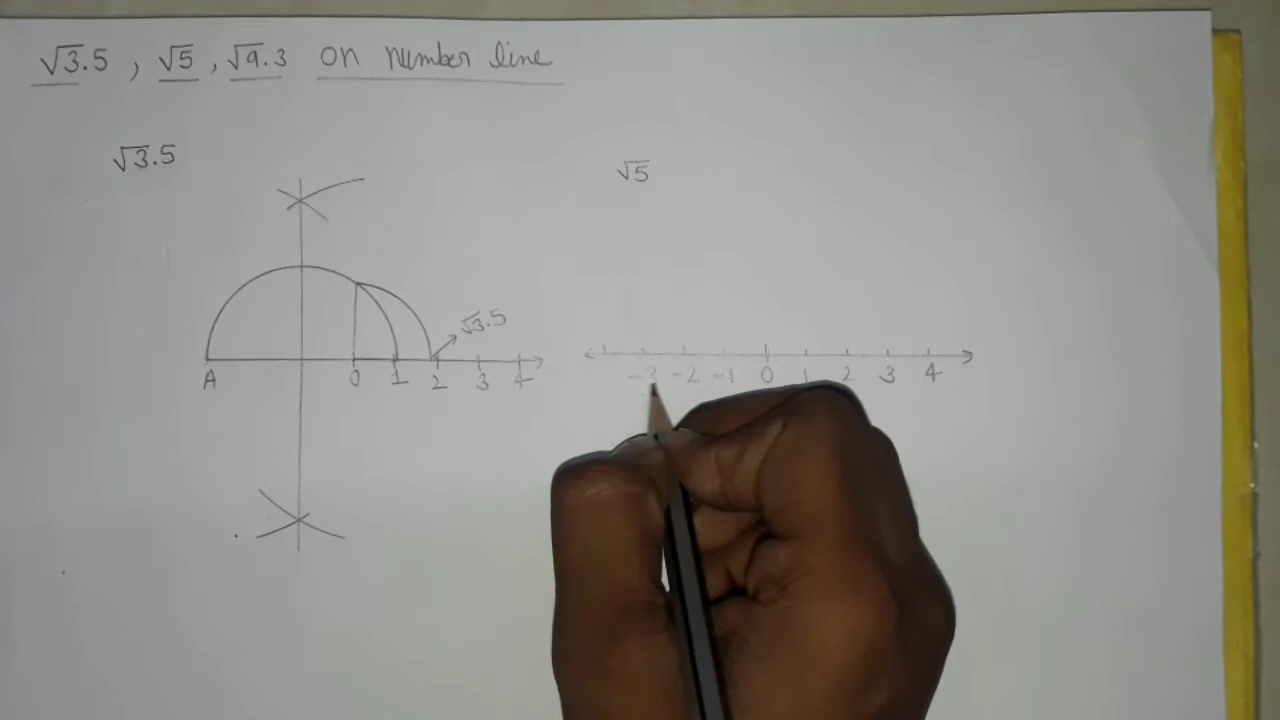 √3.5 , √5 , √9.3 on number line
√3.5
√5
√3.5
A 0 1 2 3 4
-3 -2 -1 0 1 2 3 4